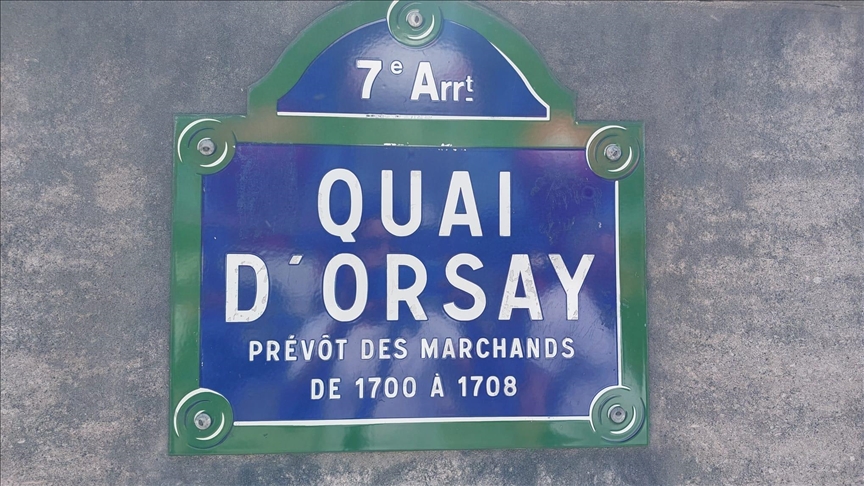 7e Arrt
QUAI
D'ORSAY
PRÉVÔT DES MARCHANDS
DE 1700 À 1708